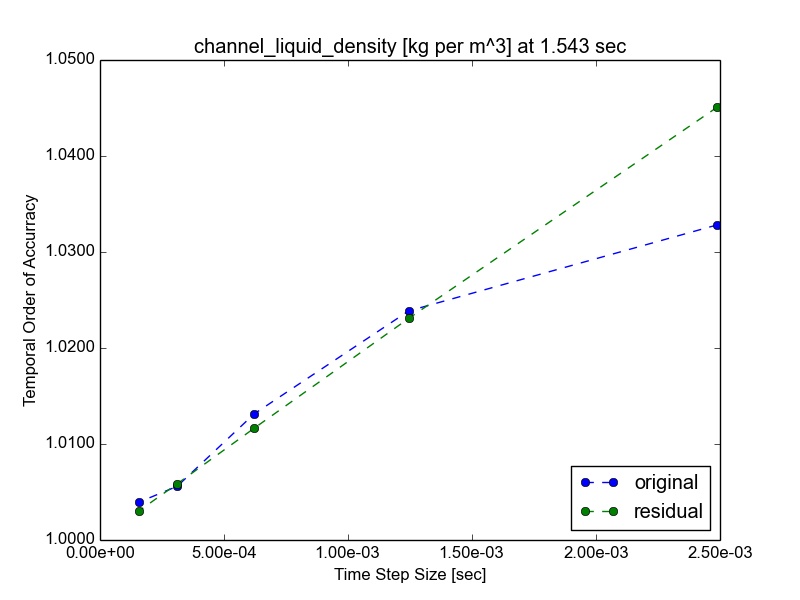 channel_liquid_density [kg per m^3] at 1.543 sec
1.0500
1.0400
1.0300
1.0200
1.0100
1.0000
Temporal Order of Accurracy
0.00e+00 5.00e-04 1.00e-03 1.50e-03 2.00e-03 2.50e-03
Time Step Size [sec]
original
residual